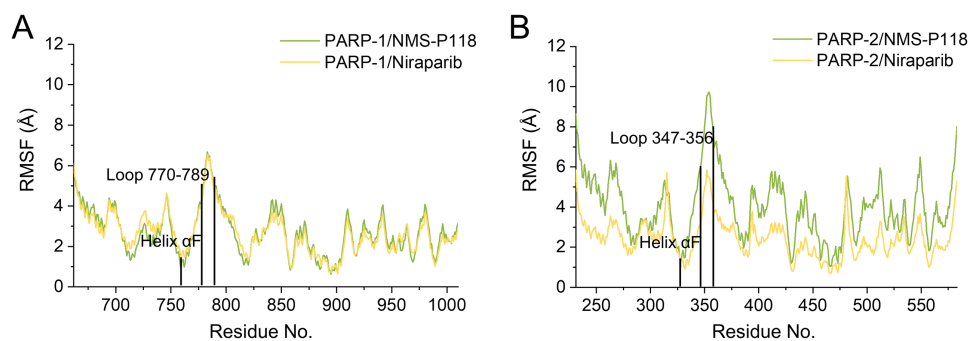 A
PARP-1/NMS-P118
PARP-1/Niraparib
12
10
8
6
4
2
0
RMSF (Å)
Loop 770-789
Helix αF
700 750 800 850 900 950 1000
Residue No.
B
PARP-2/NMS-P118
PARP-2/Niraparib
12
10
8
6
4
2
0
RMSF (Å)
Loop 347-356
Helix αF
250 300 350 400 450 500 550
Residue No.